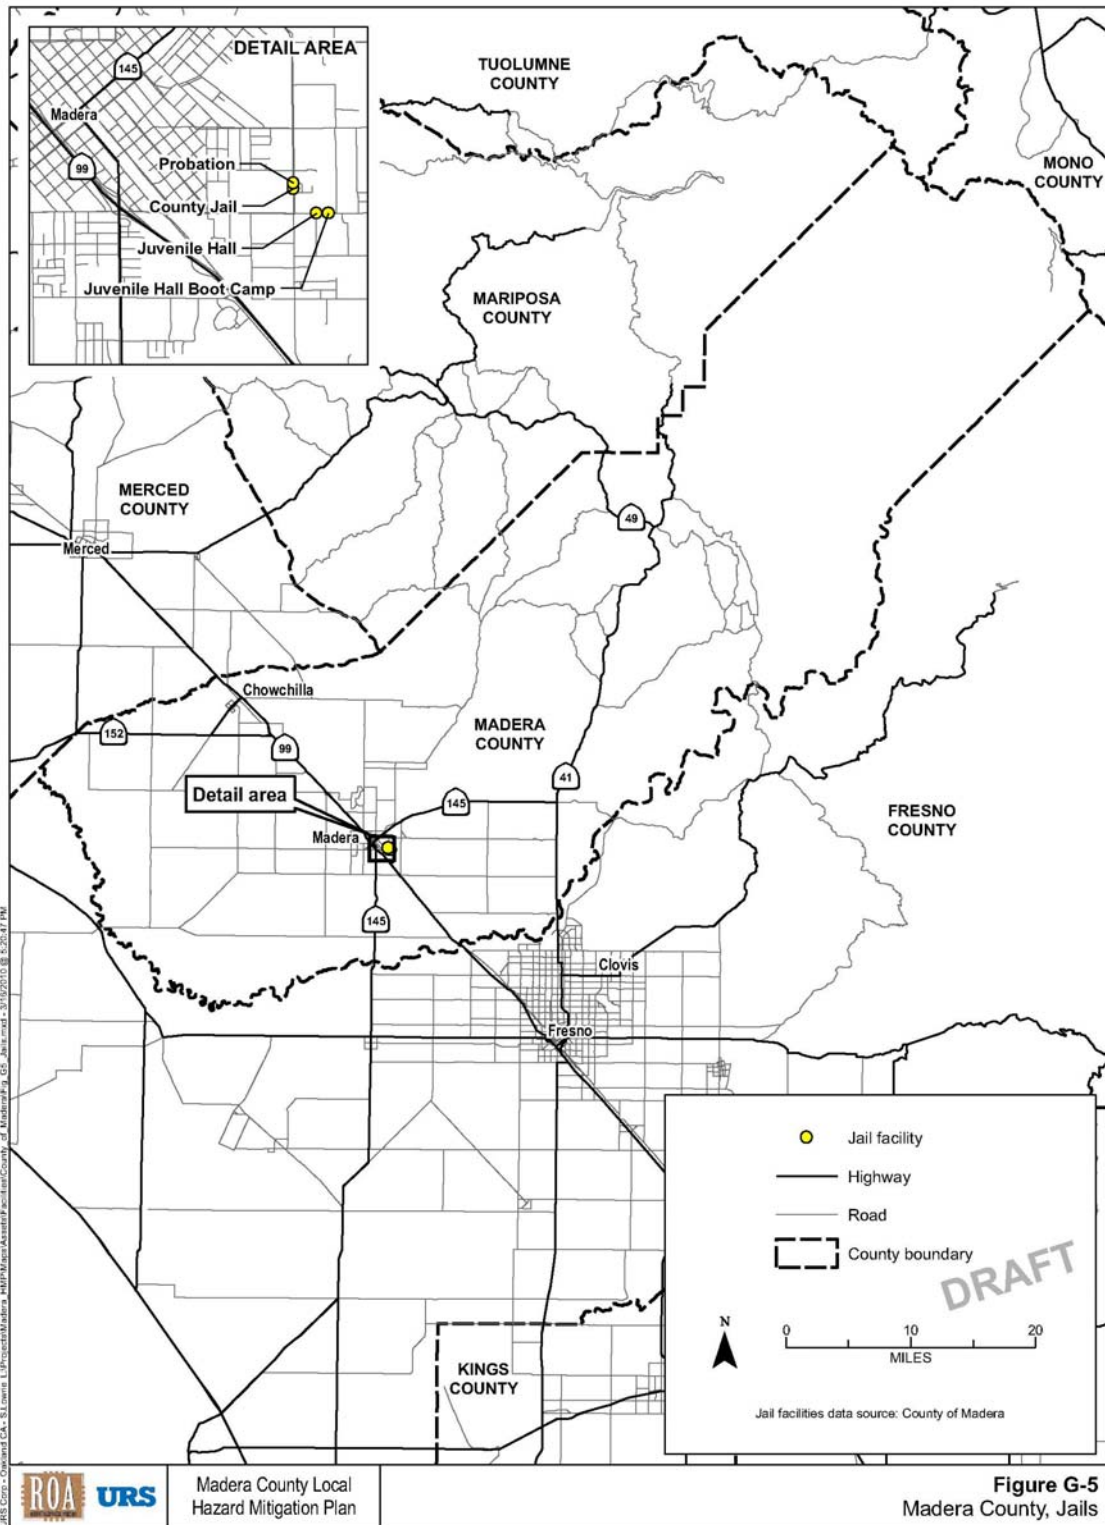 DETAIL AREA
145
Madera
99
Probation
County Jail
Juvenile Hall
Juvenile Hall Boot Camp
TUOLUMNE
COUNTY
MONO
COUNTY
MARIPOSA
COUNTY
MERCED
COUNTY
49
Merced
Chowchilla
152
99
MADERA
COUNTY
41
Detail area
145
Madera
FRESNO
COUNTY
145
Clovis
Fresno
KINGS
COUNTY
Jail facility
Highway
Road
County boundary
DRAFT
N
0 10 20
MILES
Jail facilities data source: County of Madera
ROA
URS
Madera County Local
Hazard Mitigation Plan
Figure G-5
Madera County, Jails